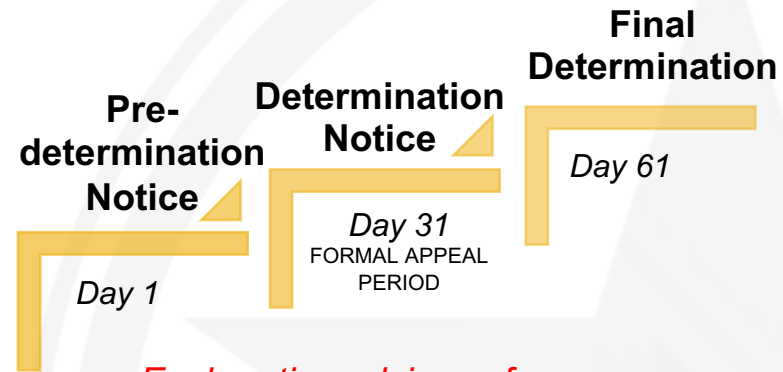 Pre-
determination
Notice
Day 1
Determination
Notice
Day 31
FORMAL APPEAL
PERIOD
Final
Determination
Day 61